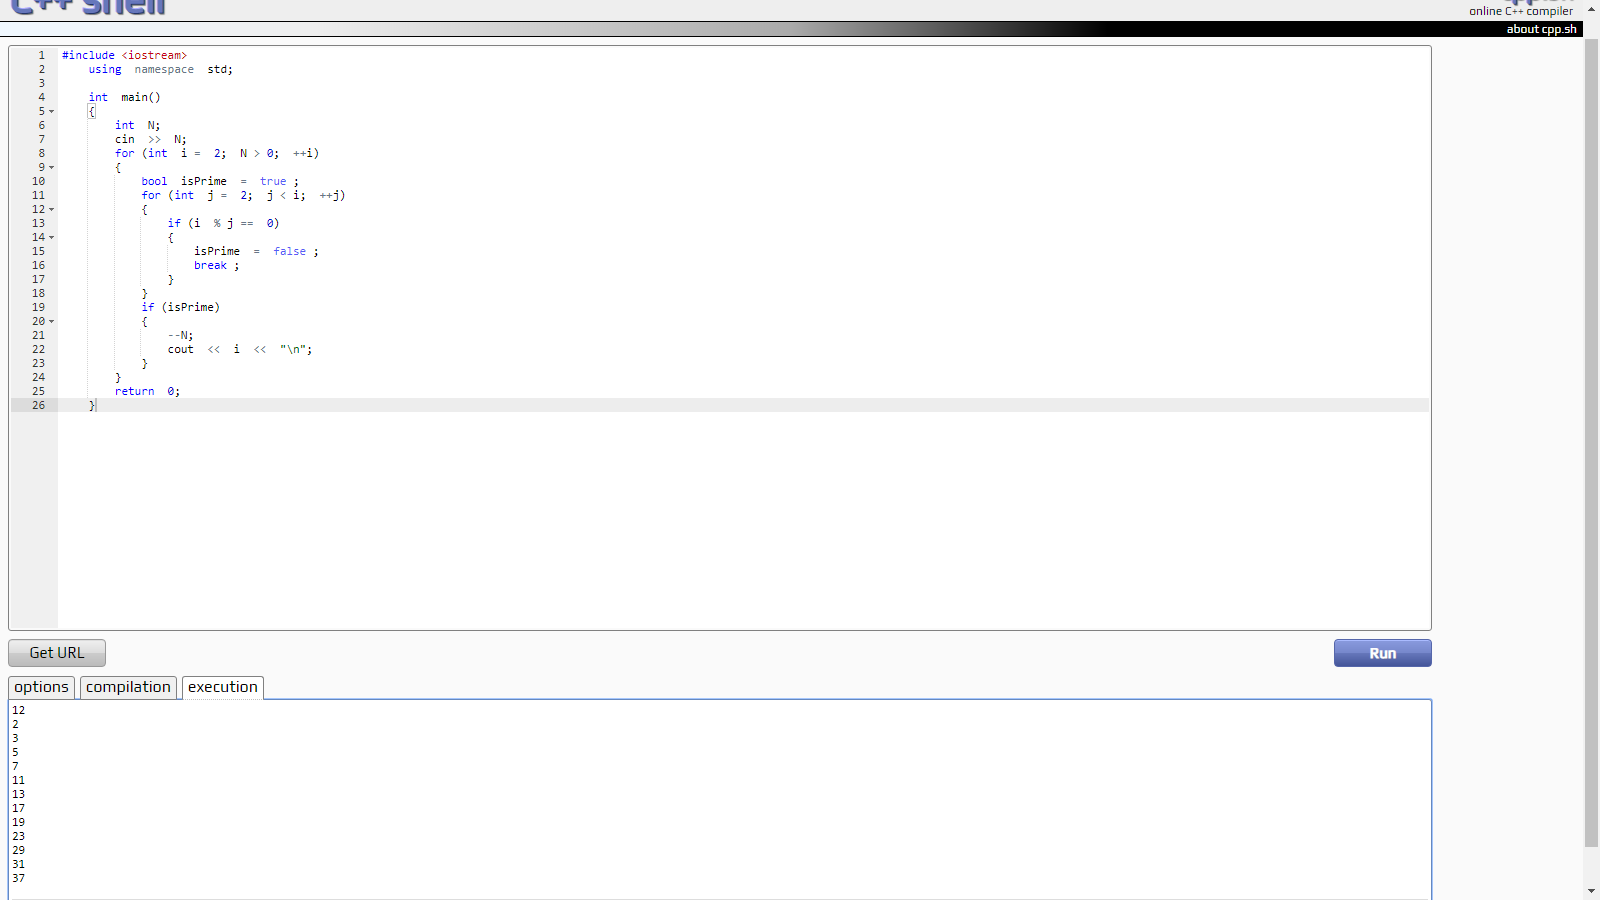 C++ shell
online C++ compiler
about cpp.sh
1 #include <iostream>
2 using namespace std;
3
4 int main()
5 {
6 int N;
7 cin >> N;
8 for (int i = 2; N > 0; ++i)
9 {
10 bool isPrime = true ;
11 for (int j = 2; j < i; ++j)
12 {
13 if (i % j == 0)
14 {
15 isPrime = false ;
16 break ;
17 }
18 }
19 if (isPrime)
20 {
21 --N;
22 cout << i << "\n";
23 }
24 }
25 return 0;
26 }
Get URL
Run
options compilation execution
12
2
3
5
7
11
13
17
19
23
29
31
37